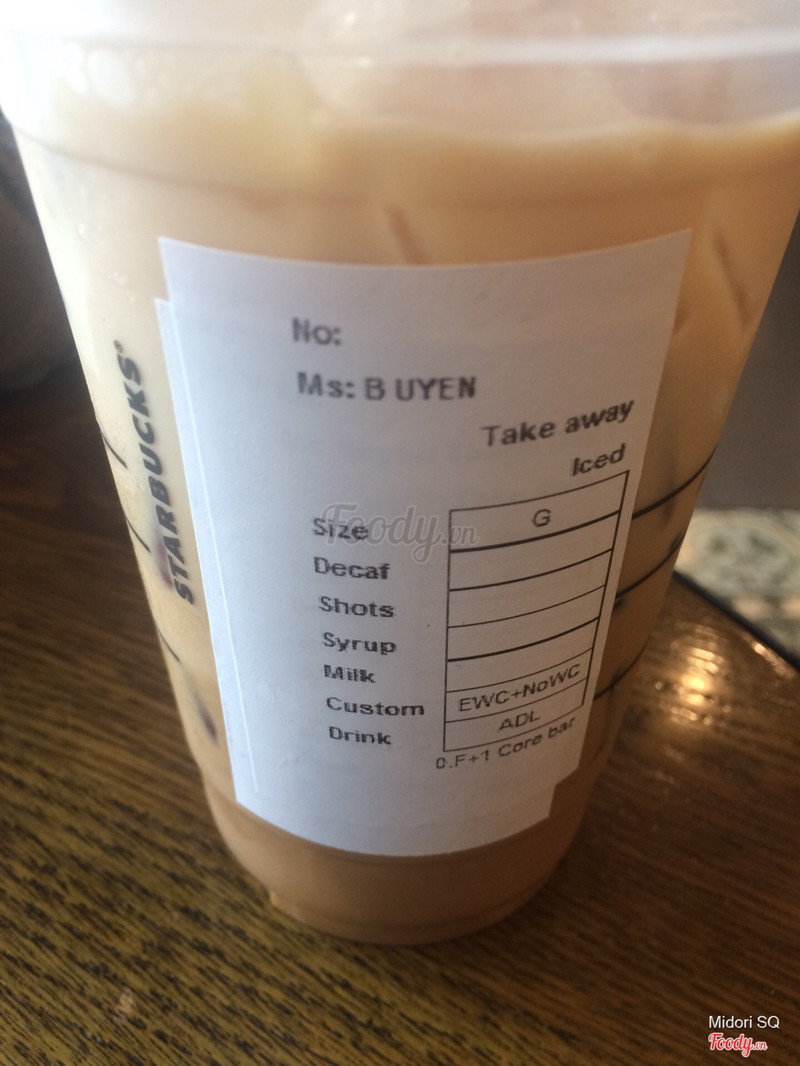 No:
Ms: B UYEN
Take away
Iced
Size G
Decaf
Shots
Syrup
Milk
Custom EWC+NoWC
Drink ADL
0.F+1 Core bar
STARBUCKS
Foody.vn
Midori SQ
Foody.vn